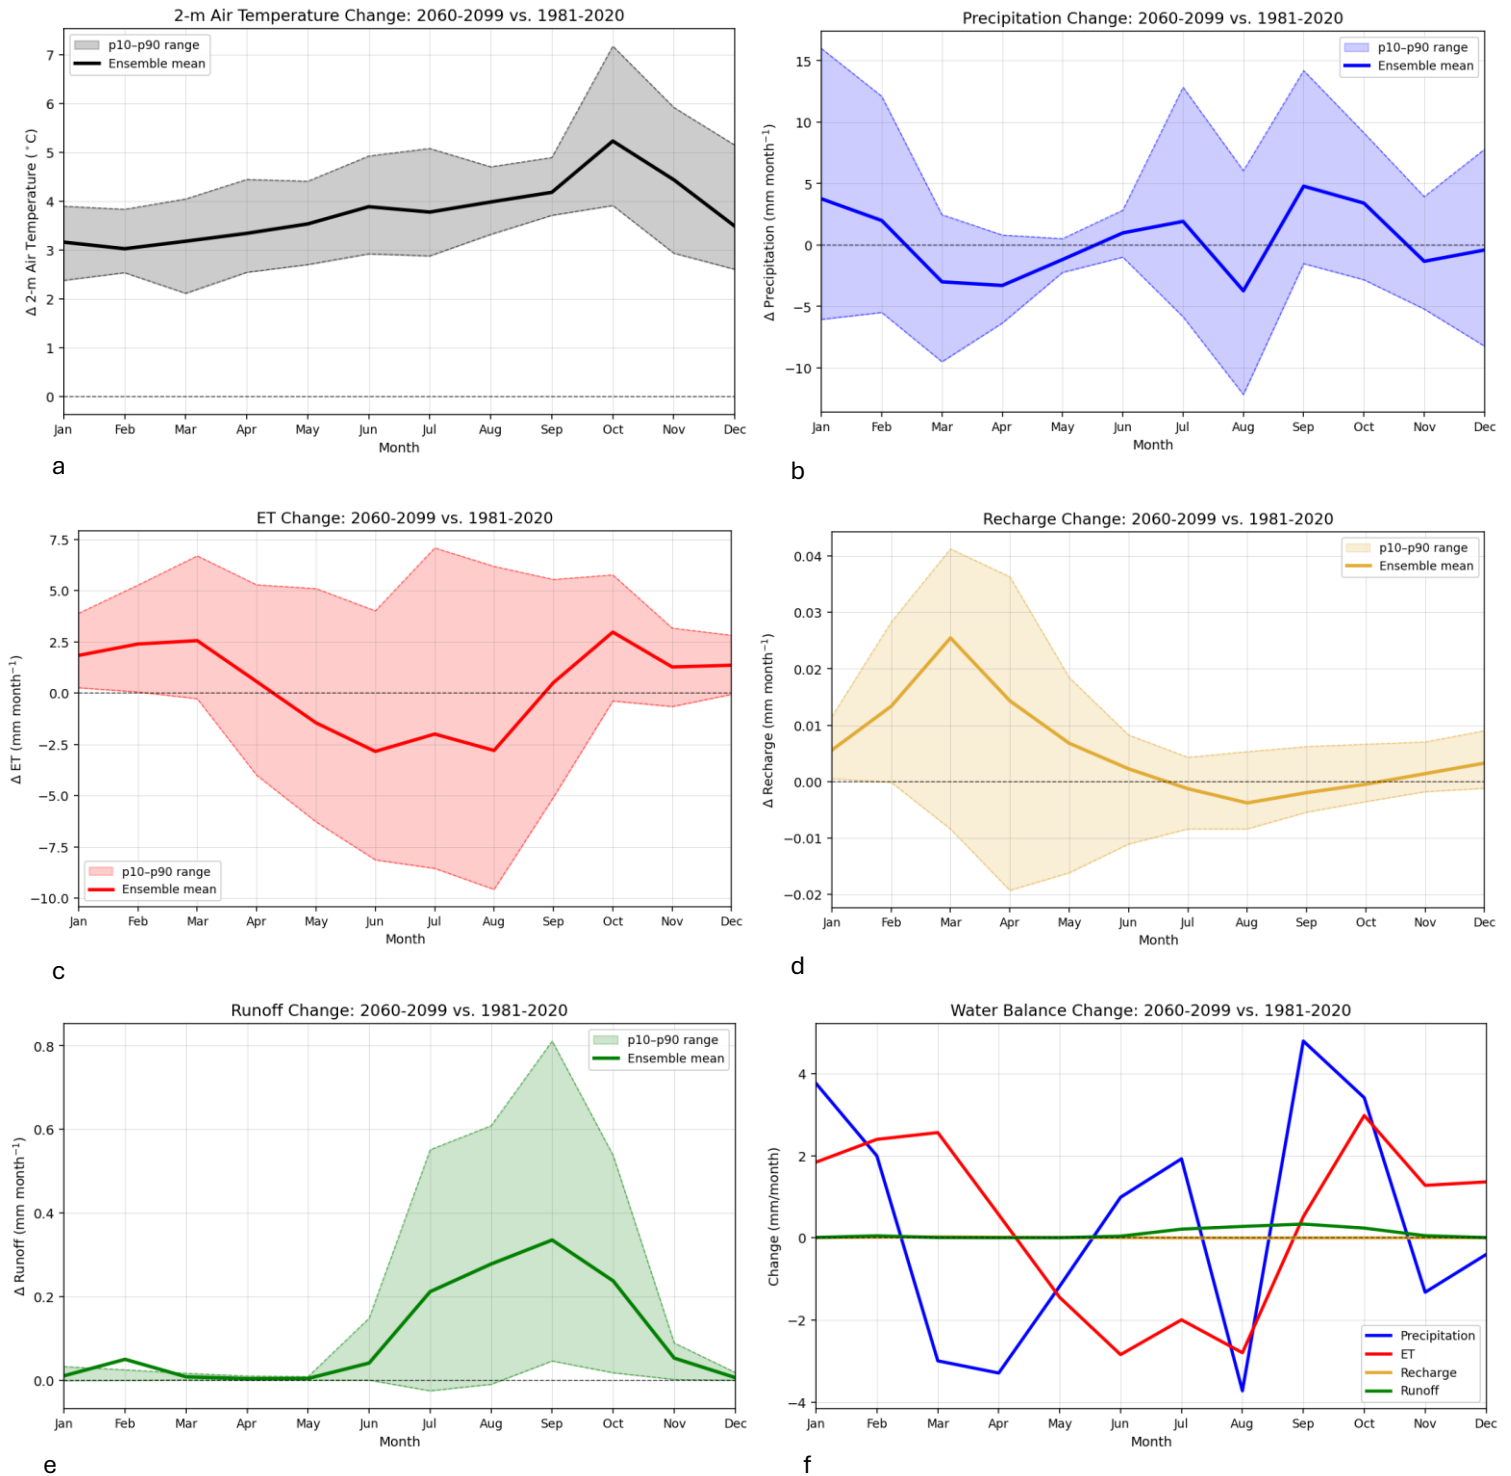 2-m Air Temperature Change: 2060-2099 vs. 1981-2020
p10–p90 range
Ensemble mean
Δ 2-m Air Temperature (°C)
7
6
5
4
3
2
1
0
Jan Feb Mar Apr May Jun Jul Aug Sep Oct Nov Dec
Month
a
Precipitation Change: 2060-2099 vs. 1981-2020
p10–p90 range
Ensemble mean
Δ Precipitation (mm month⁻¹)
15
10
5
0
−5
−10
Jan Feb Mar Apr May Jun Jul Aug Sep Oct Nov Dec
Month
b
ET Change: 2060-2099 vs. 1981-2020
Δ ET (mm month⁻¹)
7.5
5.0
2.5
0.0
−2.5
−5.0
−7.5
−10.0
p10–p90 range
Ensemble mean
Jan Feb Mar Apr May Jun Jul Aug Sep Oct Nov Dec
Month
c
Recharge Change: 2060-2099 vs. 1981-2020
p10–p90 range
Ensemble mean
Δ Recharge (mm month⁻¹)
0.04
0.03
0.02
0.01
0.00
−0.01
−0.02
Jan Feb Mar Apr May Jun Jul Aug Sep Oct Nov Dec
Month
d
Runoff Change: 2060-2099 vs. 1981-2020
p10–p90 range
Ensemble mean
Δ Runoff (mm month⁻¹)
0.8
0.6
0.4
0.2
0.0
Jan Feb Mar Apr May Jun Jul Aug Sep Oct Nov Dec
Month
e
Water Balance Change: 2060-2099 vs. 1981-2020
Change (mm/month)
4
2
0
−2
−4
Precipitation
ET
Recharge
Runoff
Jan Feb Mar Apr May Jun Jul Aug Sep Oct Nov Dec
Month
f